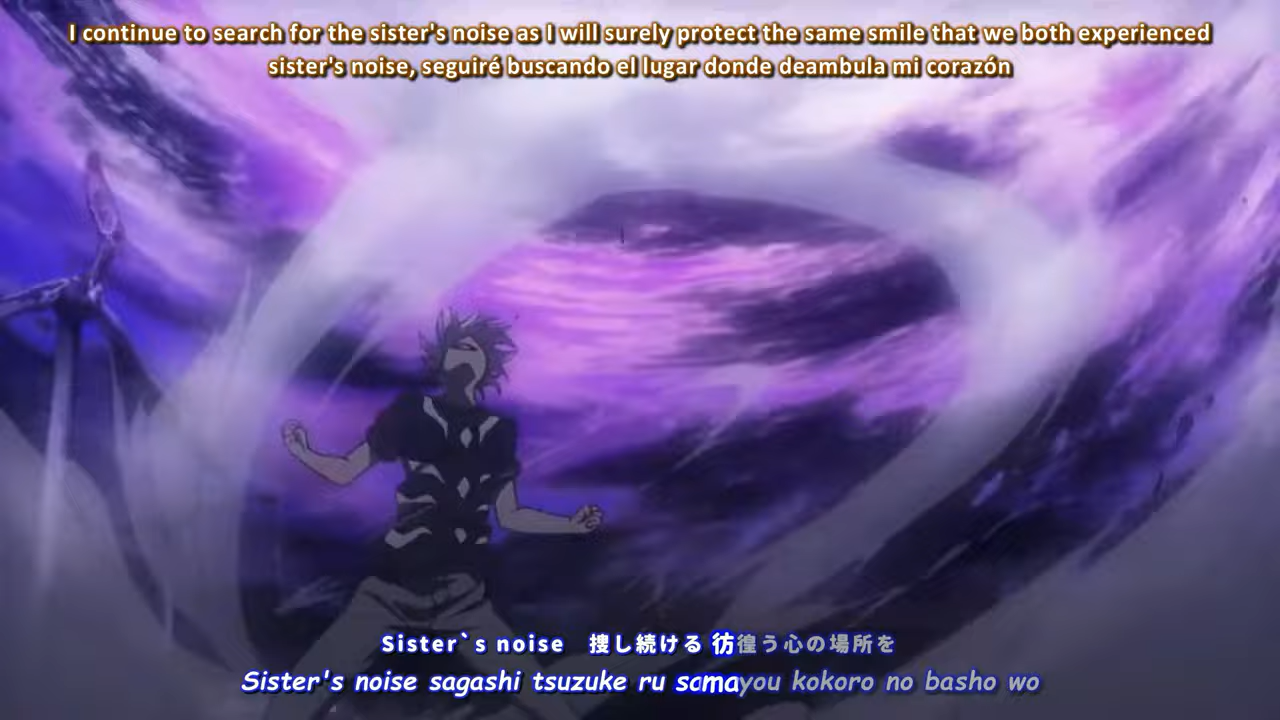 I continue to search for the sister's noise as I will surely protect the same smile that we both experienced
sister's noise, seguiré buscando el lugar donde deambula mi corazón
Sister`s noise　捜し続ける 彷徨う心の場所を
Sister's noise sagashi tsuzuke ru samayou kokoro no basho wo